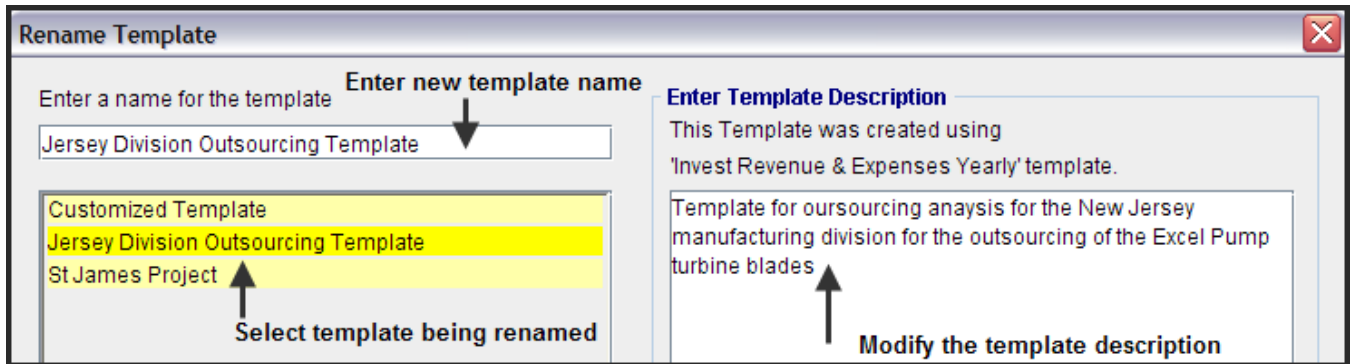 Rename Template
Enter new template name
Enter a name for the template
Jersey Division Outsourcing Template
Customized Template
Jersey Division Outsourcing Template
St James Project
Select template being renamed
Enter Template Description
This Template was created using
'Invest Revenue & Expenses Yearly' template.
Template for oursourcing anaysis for the New Jersey
manufacturing division for the outsourcing of the Excel Pump
turbine blades
Modify the template description